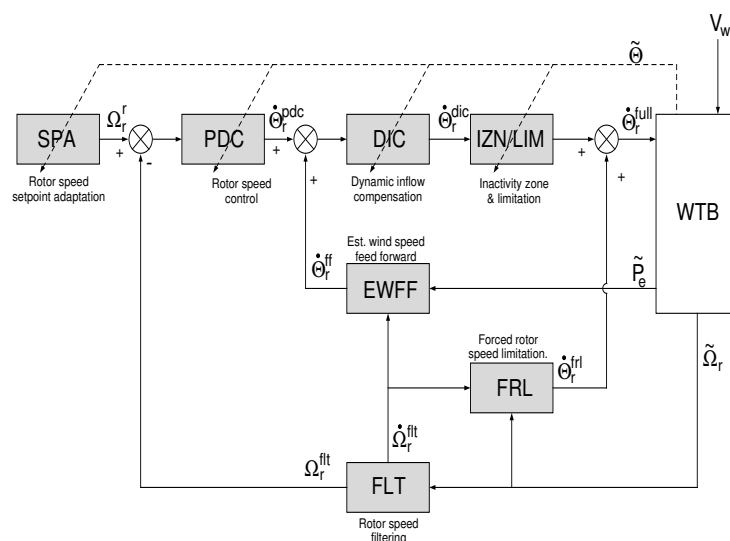 V_w
Θ̃
Ω_r^r
Θ̇_r^pdc
Θ̇_r^dic
Θ̇_r^full
SPA
PDC
DIC
IZN/LIM
+
-
+
+
+
+
Rotor speed
setpoint adaptation
Rotor speed
control
Dynamic inflow
compensation
Inactivity zone
& limitation
WTB
Est. wind speed
feed forward
Θ̇_r^ff
EWFF
P̃_e
Forced rotor
speed limitation.
Θ̇_r^frl
Ω̃_r
FRL
Ω̇_r^flt
Ω_r^flt
FLT
Rotor speed
filtering